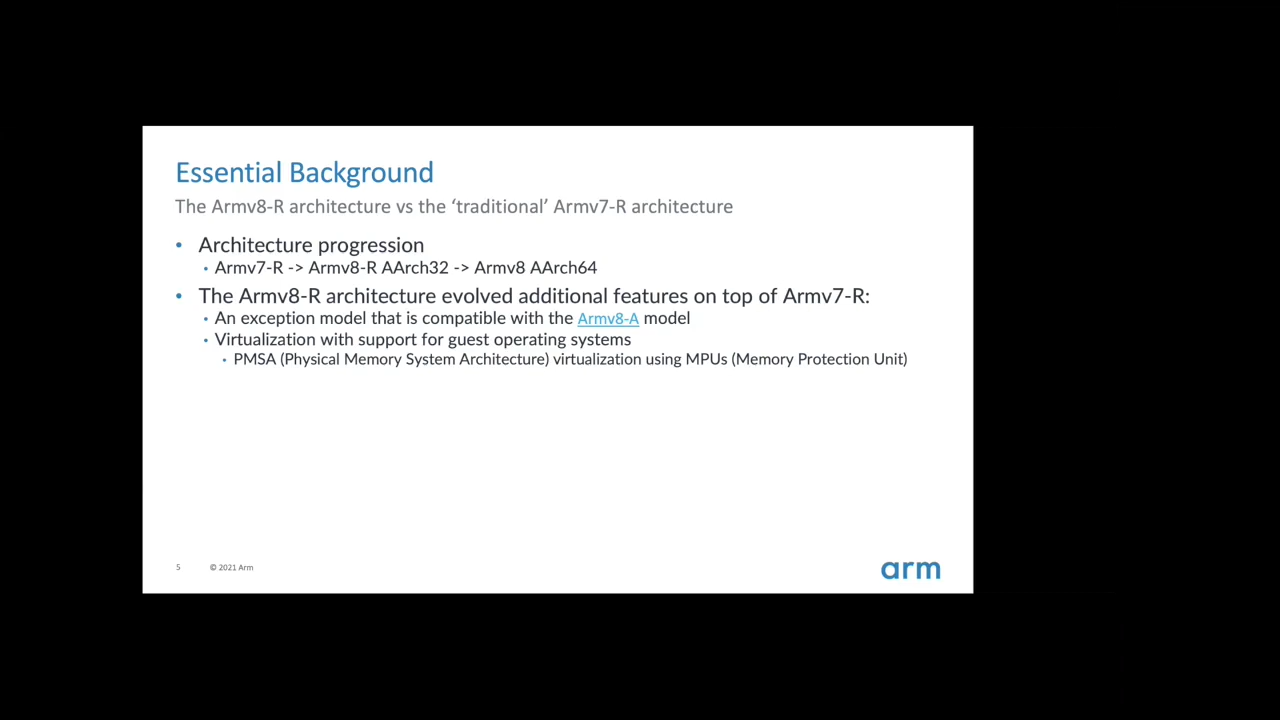 Essential Background
The Armv8-R architecture vs the ‘traditional’ Armv7-R architecture
• Architecture progression
• Armv7-R -> Armv8-R AArch32 -> Armv8 AArch64
• The Armv8-R architecture evolved additional features on top of Armv7-R:
• An exception model that is compatible with the Armv8-A model
• Virtualization with support for guest operating systems
• PMSA (Physical Memory System Architecture) virtualization using MPUs (Memory Protection Unit)
5 © 2021 Arm
arm